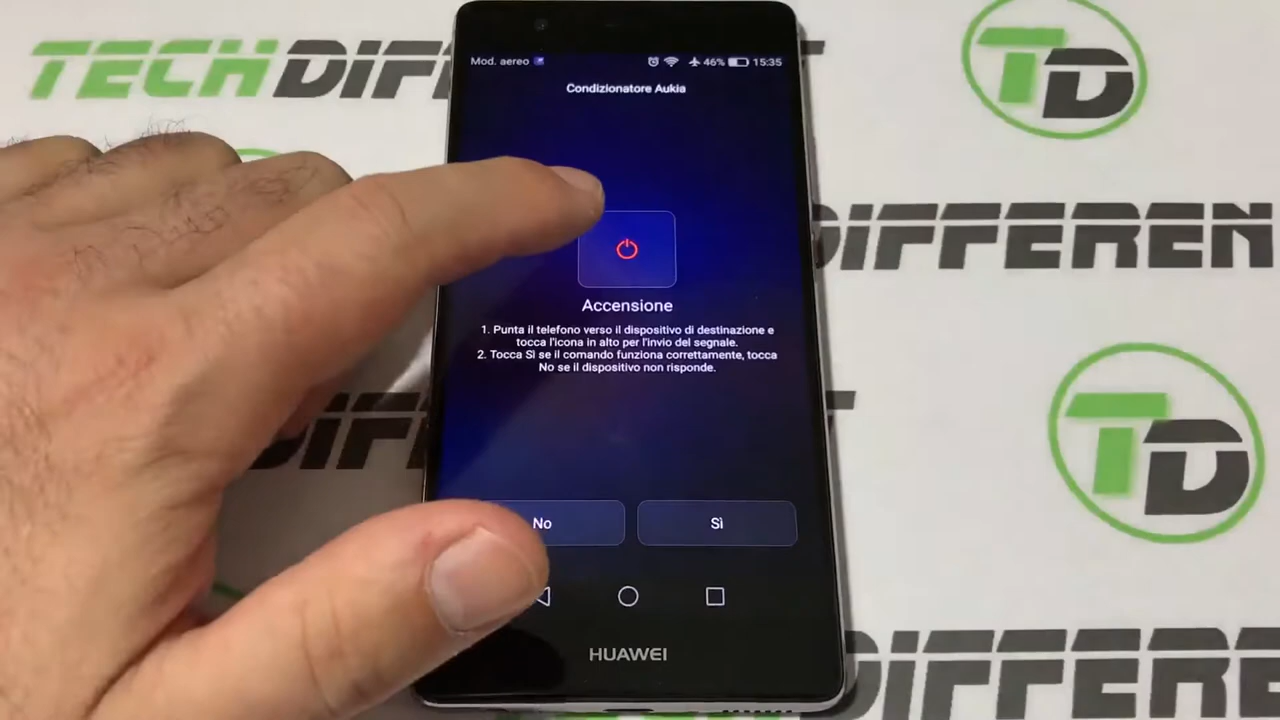 TECHDIFF
TD
Mod. aereo
46%
15:35
Condizionatore Aukia
DIFFEREN
Accensione
1. Punta il telefono verso il dispositivo di destinazione e
tocca l'icona in alto per l'invio del segnale.
2. Tocca Sì se il comando funziona correttamente, tocca
No se il dispositivo non risponde.
DIFF
TD
No
Sì
HUAWEI
DIFFERE